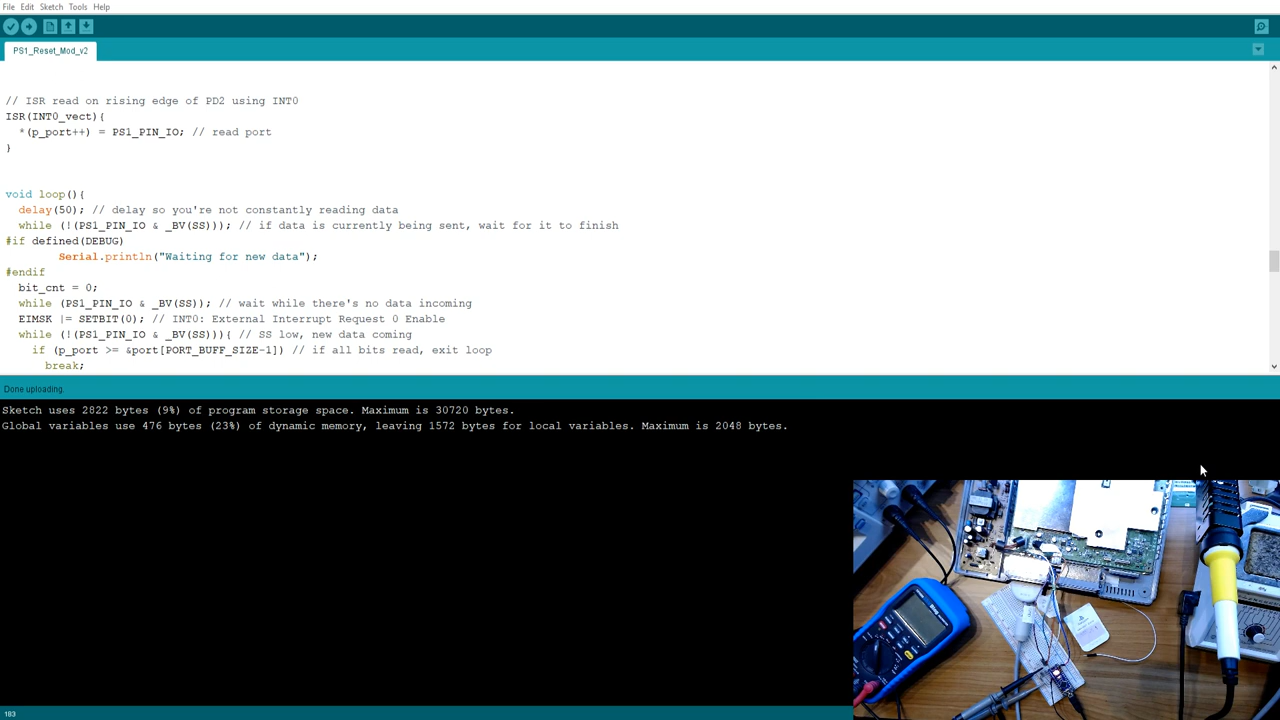 File Edit Sketch Tools Help
PS1_Reset_Mod_v2
// ISR read on rising edge of PD2 using INT0
ISR(INT0_vect){
  *(p_port++) = PS1_PIN_IO; // read port
}
void loop(){
  delay(50); // delay so you're not constantly reading data
  while (!(PS1_PIN_IO & _BV(SS))); // if data is currently being sent, wait for it to finish
#if defined(DEBUG)
        Serial.println("Waiting for new data");
#endif
  bit_cnt = 0;
  while (PS1_PIN_IO & _BV(SS)); // wait while there's no data incoming
  EIMSK |= SETBIT(0); // INT0: External Interrupt Request 0 Enable
  while (!(PS1_PIN_IO & _BV(SS))){ // SS low, new data coming
    if (p_port >= &port[PORT_BUFF_SIZE-1]) // if all bits read, exit loop
      break;
Done uploading.
Sketch uses 2822 bytes (9%) of program storage space. Maximum is 30720 bytes.
Global variables use 476 bytes (23%) of dynamic memory, leaving 1572 bytes for local variables. Maximum is 2048 bytes.
183